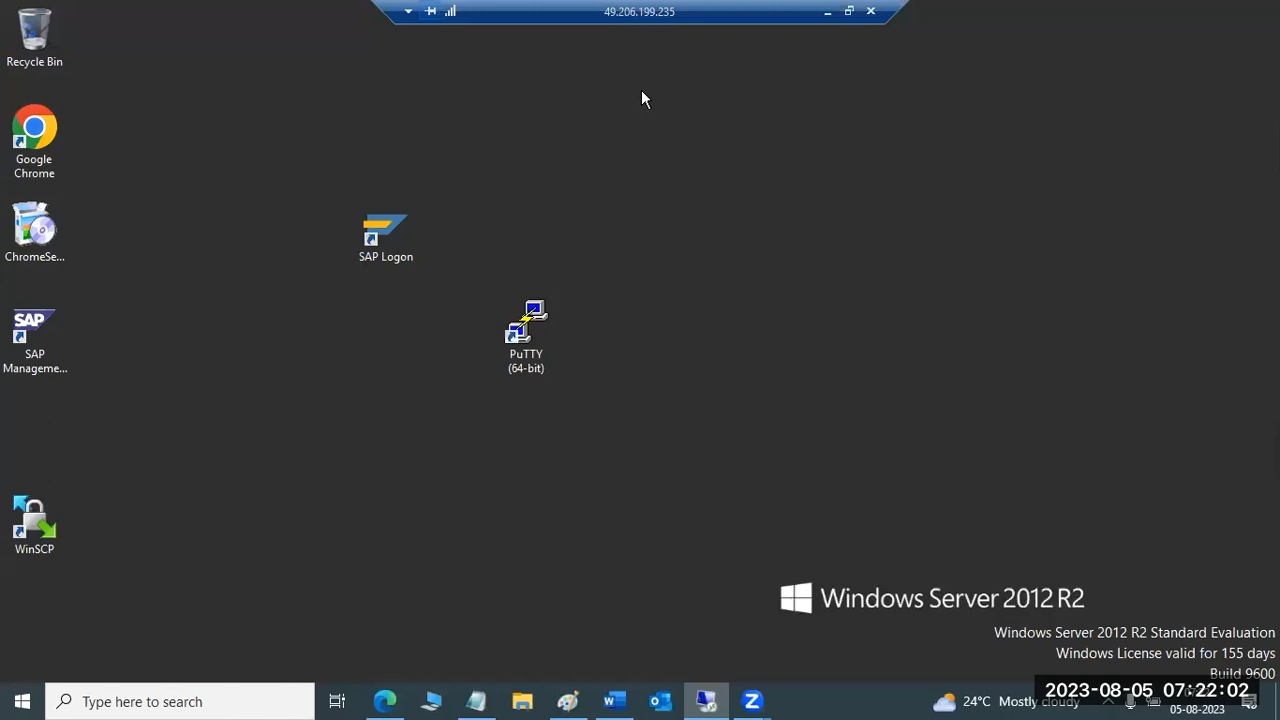 49.206.199.235
Recycle Bin
Google
Chrome
ChromeSe...
SAP Logon
SAP
SAP
Manageme...
PuTTY
(64-bit)
WinSCP
Windows Server 2012 R2
Windows Server 2012 R2 Standard Evaluation
Windows License valid for 155 days
Build 9600
Type here to search
24°C Mostly cloudy
2023-08-05 07:22:02
05-08-2023